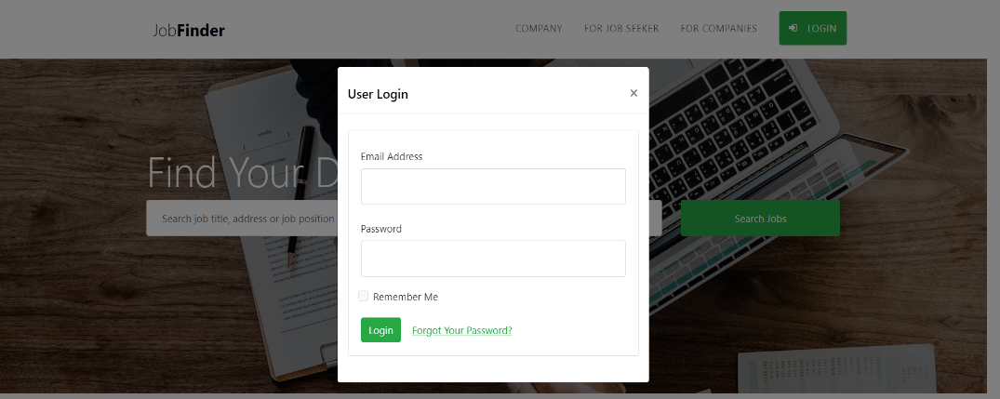 JobFinder
COMPANY FOR JOB SEEKER FOR COMPANIES LOGIN
User Login ×
Email Address
Find Your D
Search job title, address or job position
Search Jobs
Password
Remember Me
Login Forgot Your Password?